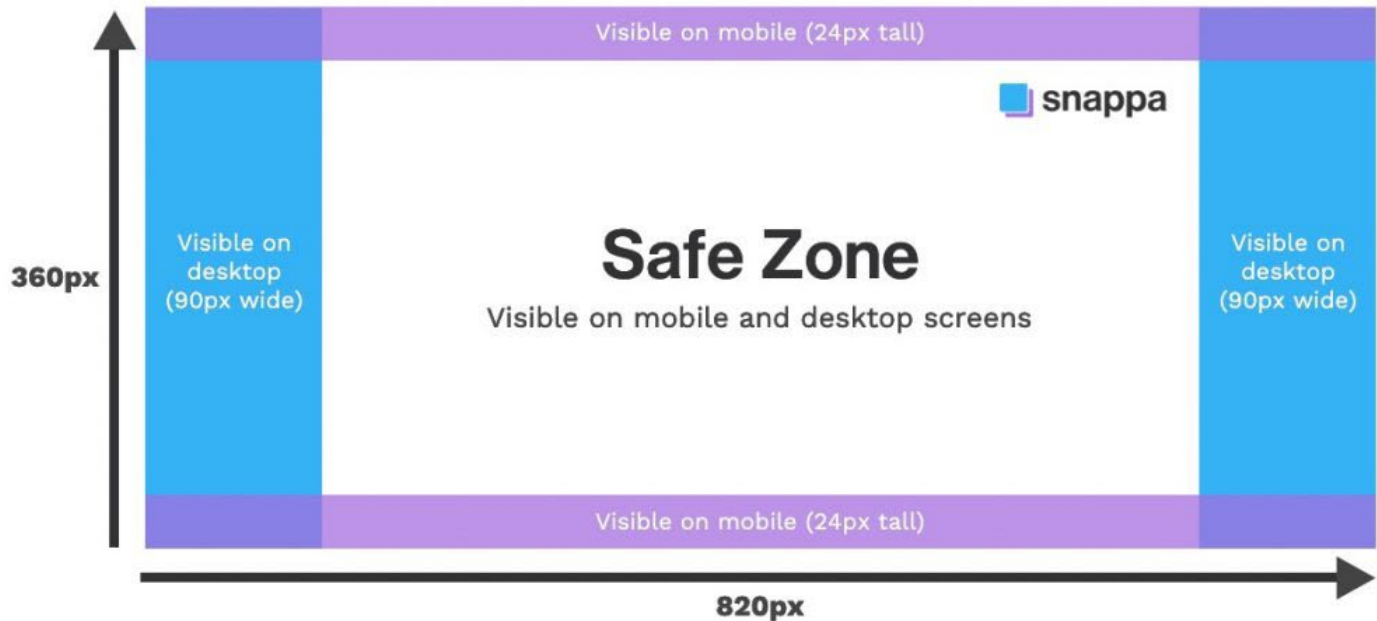 Visible on mobile (24px tall)
snappa
360px
Visible on
desktop
(90px wide)
Safe Zone
Visible on mobile and desktop screens
Visible on
desktop
(90px wide)
Visible on mobile (24px tall)
820px